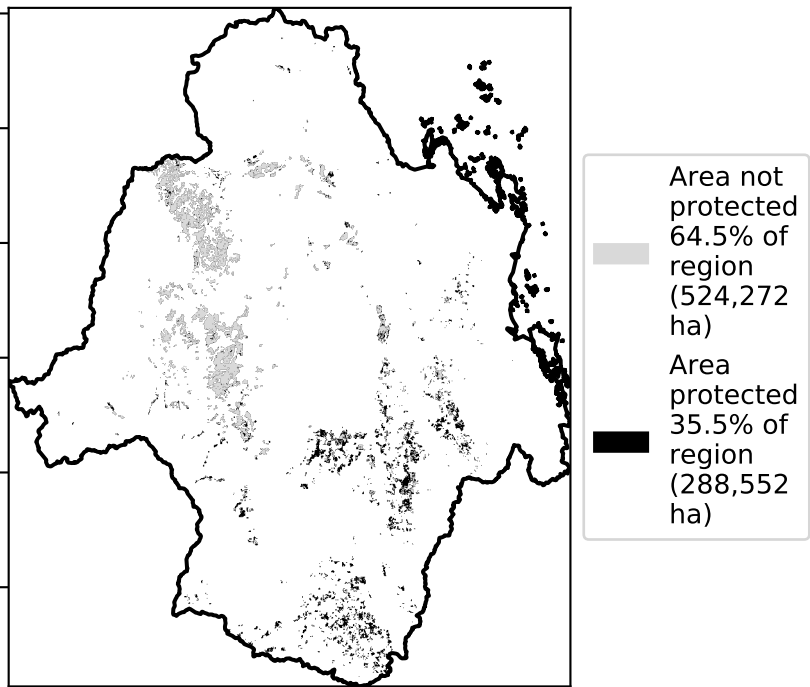 Area not
protected
64.5% of
region
(524,272
ha)
Area
protected
35.5% of
region
(288,552
ha)